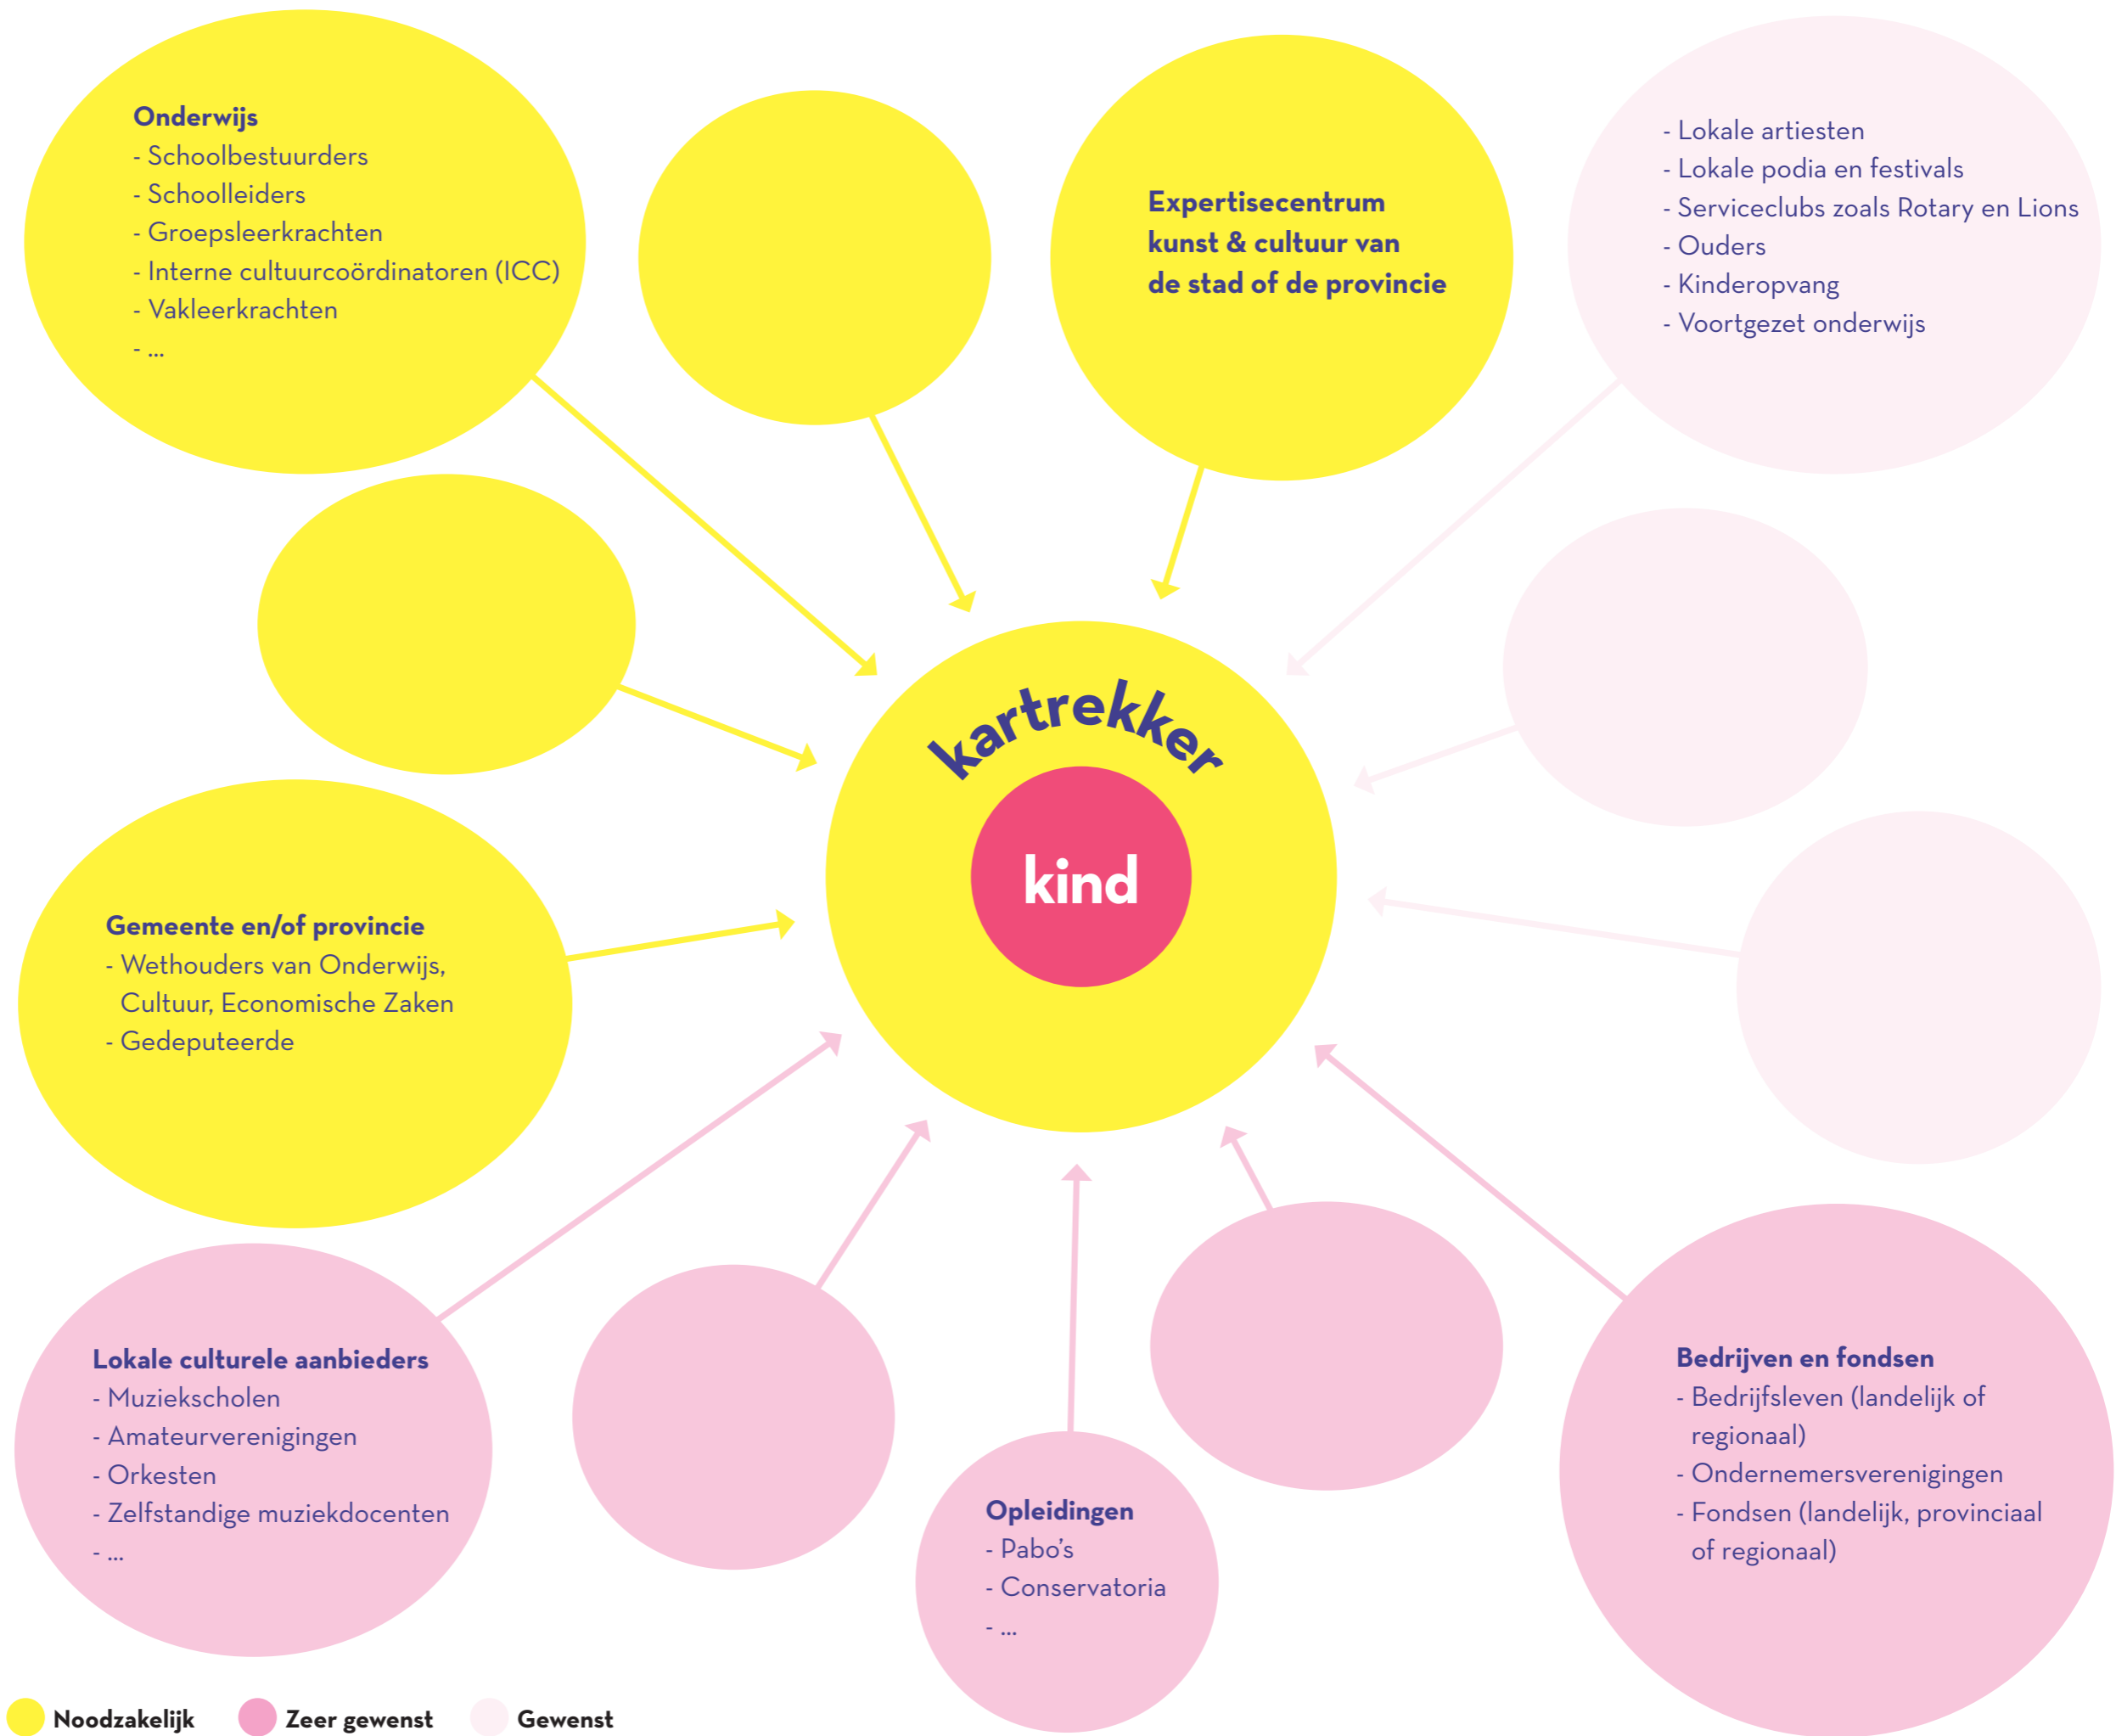 Onderwijs
- Schoolbestuurders
- Schoolleiders
- Groepsleerkrachten
- Interne cultuurcoördinatoren (ICC)
- Vakleerkrachten
- ...
Expertisecentrum
kunst & cultuur van
de stad of de provincie
- Lokale artiesten
- Lokale podia en festivals
- Serviceclubs zoals Rotary en Lions
- Ouders
- Kinderopvang
- Voortgezet onderwijs
kartrekker
kind
Gemeente en/of provincie
- Wethouders van Onderwijs,
Cultuur, Economische Zaken
- Gedeputeerde
Lokale culturele aanbieders
- Muziekscholen
- Amateurverenigingen
- Orkesten
- Zelfstandige muziekdocenten
- ...
Opleidingen
- Pabo's
- Conservatoria
- ...
Bedrijven en fondsen
- Bedrijfsleven (landelijk of
regionaal)
- Ondernemersverenigingen
- Fondsen (landelijk, provinciaal
of regionaal)
Noodzakelijk
Zeer gewenst
Gewenst